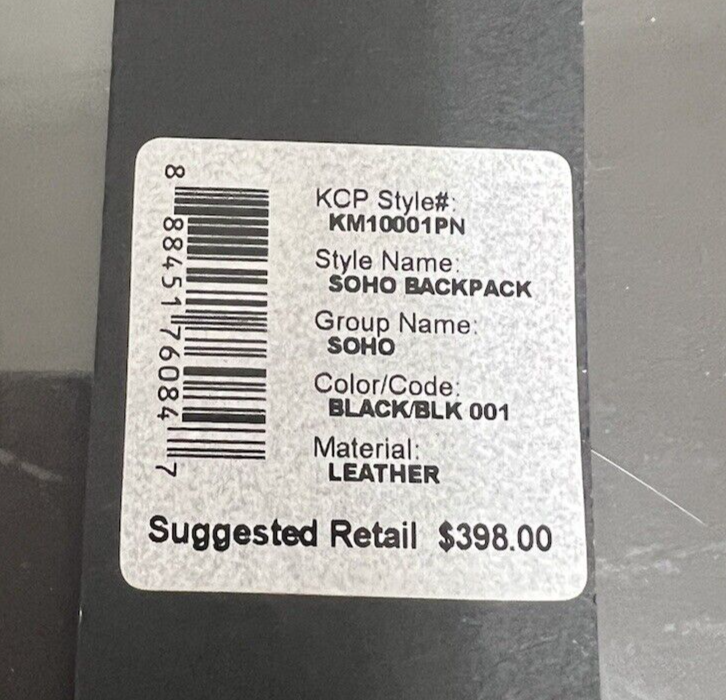 8 88451 76084 7
KCP Style#:
KM10001PN
Style Name:
SOHO BACKPACK
Group Name:
SOHO
Color/Code:
BLACK/BLK 001
Material:
LEATHER
Suggested Retail $398.00